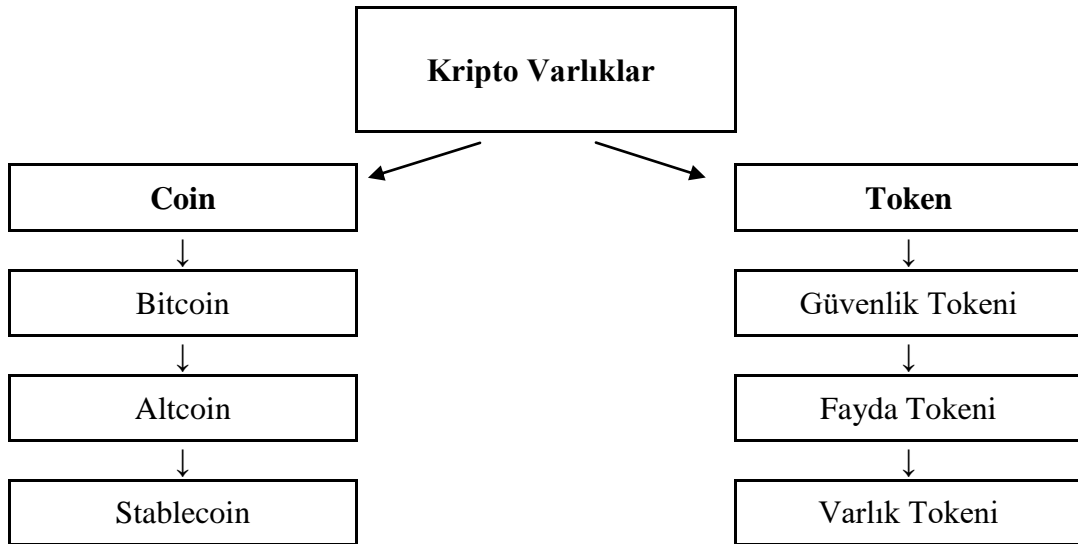 Kripto Varlıklar
Coin
Token
↓
↓
Bitcoin
Güvenlik Tokeni
↓
↓
Altcoin
Fayda Tokeni
↓
↓
Stablecoin
Varlık Tokeni